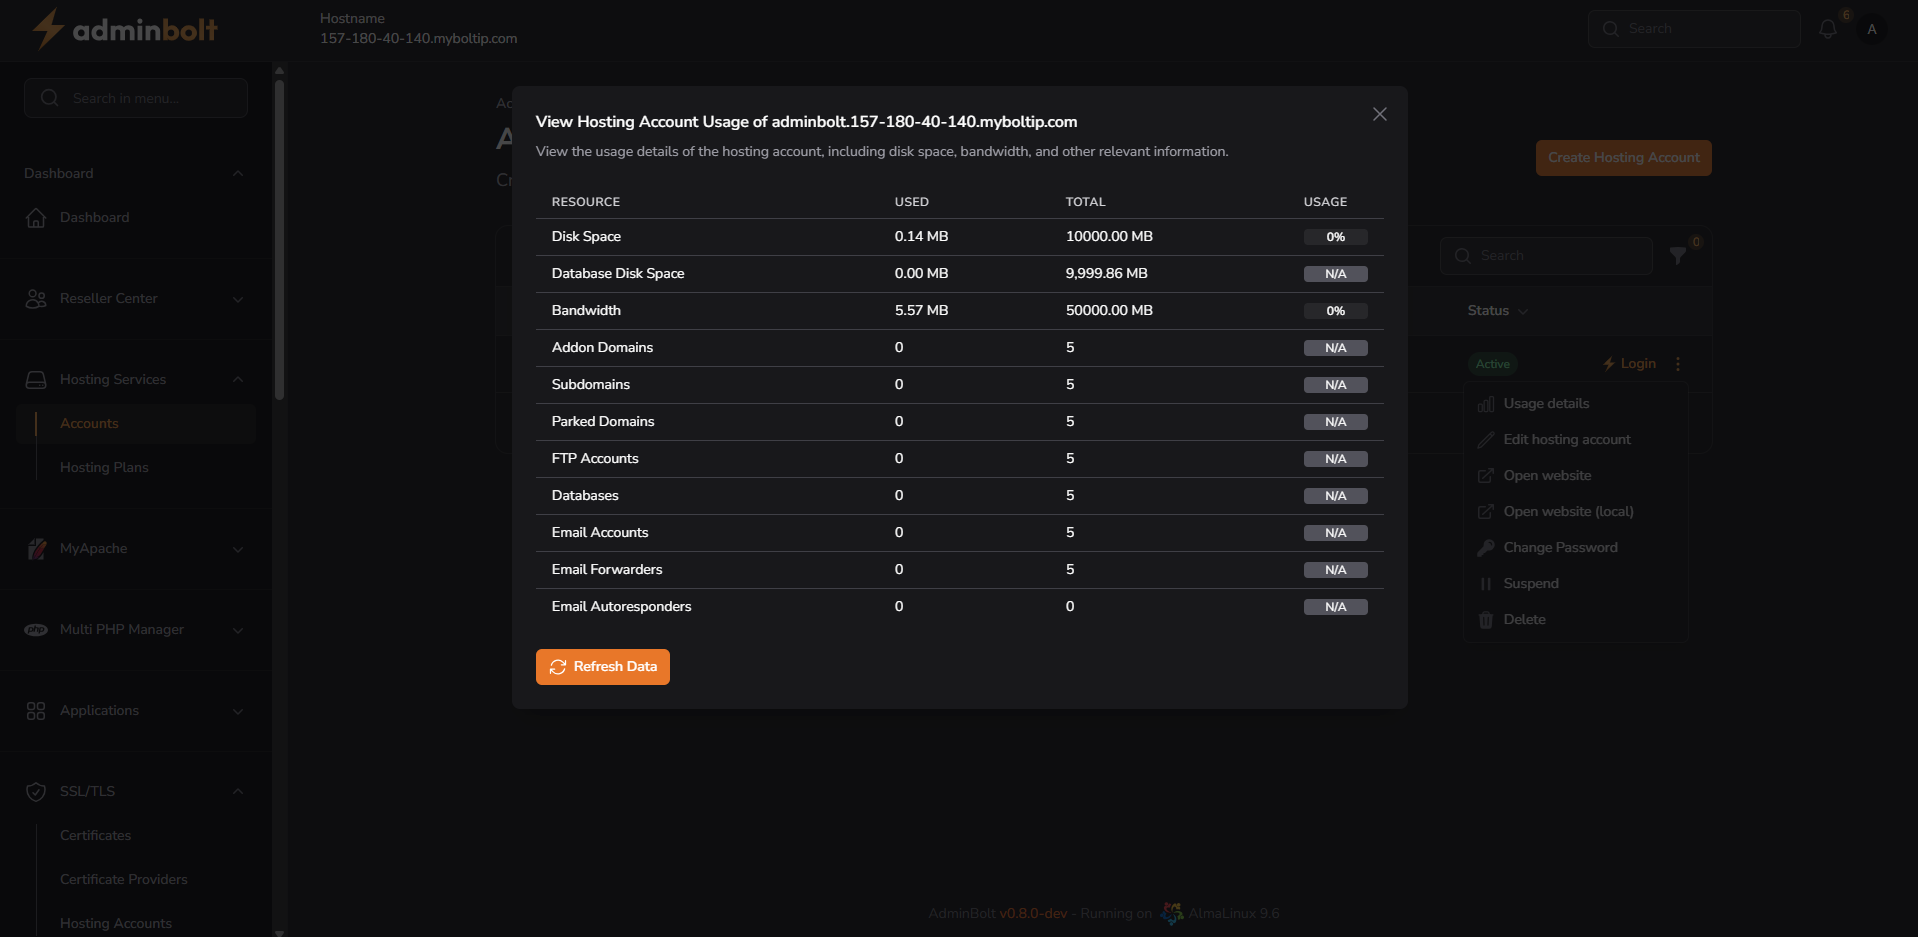 adminbolt
Hostname
157-180-40-140.myboltip.com
Search
6
A
Search in menu...
Dashboard
Dashboard
Reseller Center
Hosting Services
Accounts
Hosting Plans
MyApache
php
Multi PHP Manager
Applications
SSL/TLS
Certificates
Certificate Providers
Hosting Accounts
Create Hosting Account
Search
0
Status
Active
Login
Usage details
Edit hosting account
Open website
Open website (local)
Change Password
Suspend
Delete
View Hosting Account Usage of adminbolt.157-180-40-140.myboltip.com
View the usage details of the hosting account, including disk space, bandwidth, and other relevant information.
RESOURCE USED TOTAL USAGE
Disk Space 0.14 MB 10000.00 MB 0%
Database Disk Space 0.00 MB 9,999.86 MB N/A
Bandwidth 5.57 MB 50000.00 MB 0%
Addon Domains 0 5 N/A
Subdomains 0 5 N/A
Parked Domains 0 5 N/A
FTP Accounts 0 5 N/A
Databases 0 5 N/A
Email Accounts 0 5 N/A
Email Forwarders 0 5 N/A
Email Autoresponders 0 0 N/A
Refresh Data
AdminBolt v0.8.0-dev - Running on AlmaLinux 9.6